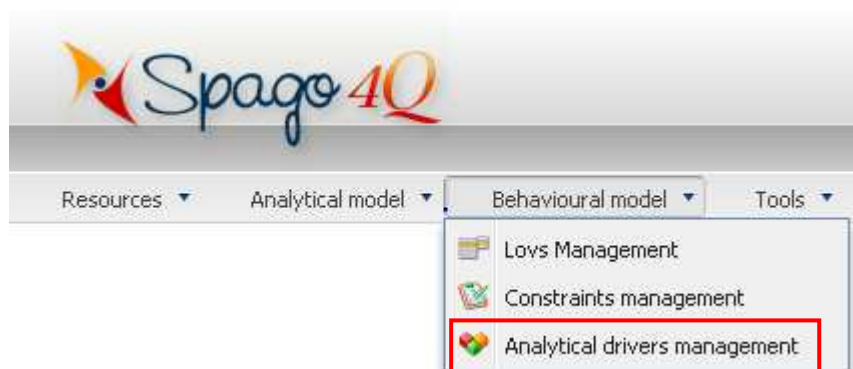 Spago4Q
Resources Analytical model Behavioural model Tools
Lovs Management
Constraints management
Analytical drivers management